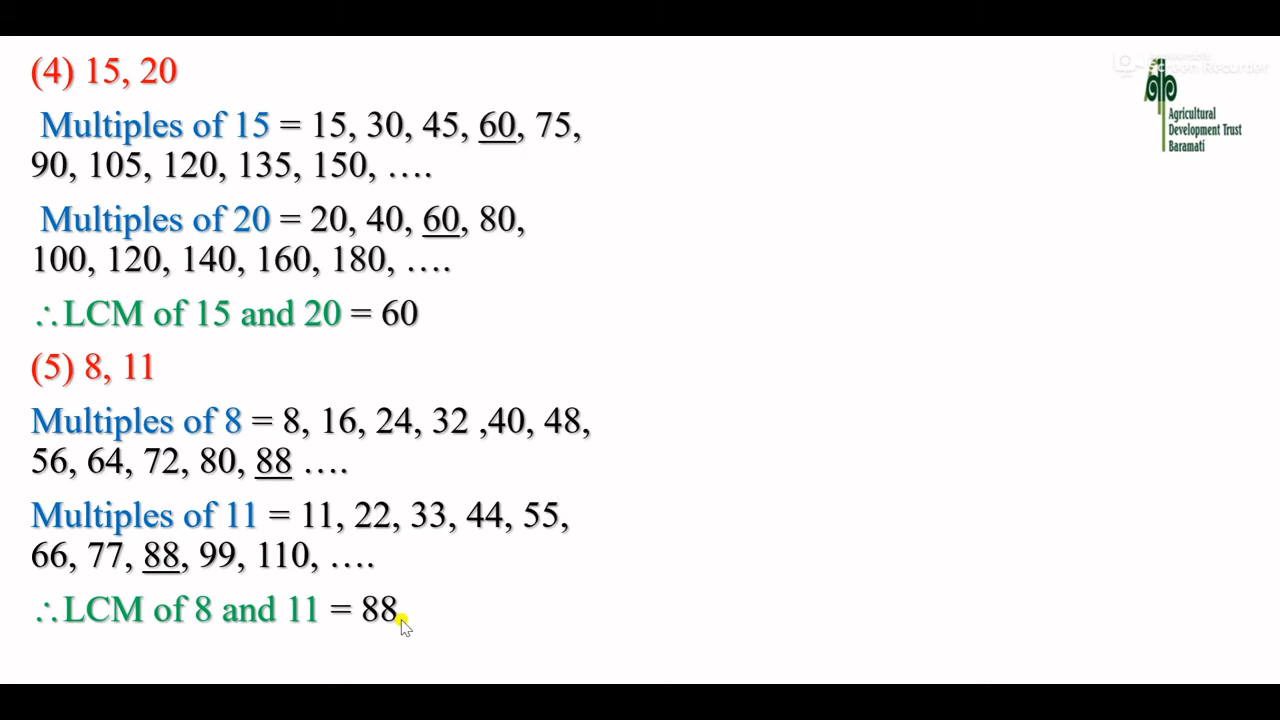 (4) 15, 20
Multiples of 15 = 15, 30, 45, 60, 75,
90, 105, 120, 135, 150, ….
Multiples of 20 = 20, 40, 60, 80,
100, 120, 140, 160, 180, ….
∴LCM of 15 and 20 = 60
(5) 8, 11
Multiples of 8 = 8, 16, 24, 32 ,40, 48,
56, 64, 72, 80, 88 ….
Multiples of 11 = 11, 22, 33, 44, 55,
66, 77, 88, 99, 110, ….
∴LCM of 8 and 11 = 88
Screen Recorder
Agricultural
Development Trust
Baramati